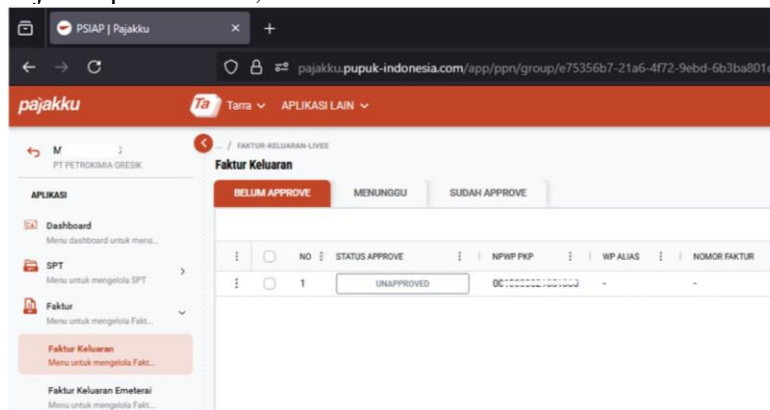 PSIAP | Pajakku
pajakku.pupuk-indonesia.com/app/ppn/group/e75356b7-21a6-4f72-9ebd-6b3ba801
pajakku
Ta Tarra APLIKASI LAIN
M
PT PETROKIMIA GRESIK
... / FAKTUR-KELUARAN-LIVES
Faktur Keluaran
APLIKASI
BELUM APPROVE MENUNGGU SUDAH APPROVE
Dashboard
Menu dashboard untuk mena...
SPT
Menu untuk mengelola SPT
Faktur
Menu untuk mengelola Fakt...
Faktur Keluaran
Menu untuk mengelola Fakt...
Faktur Keluaran Emeterai
Menu untuk mengelola Fakt...
NO STATUS APPROVE NPWP PKP WP ALIAS NOMOR FAKTUR
1 UNAPPROVED - -